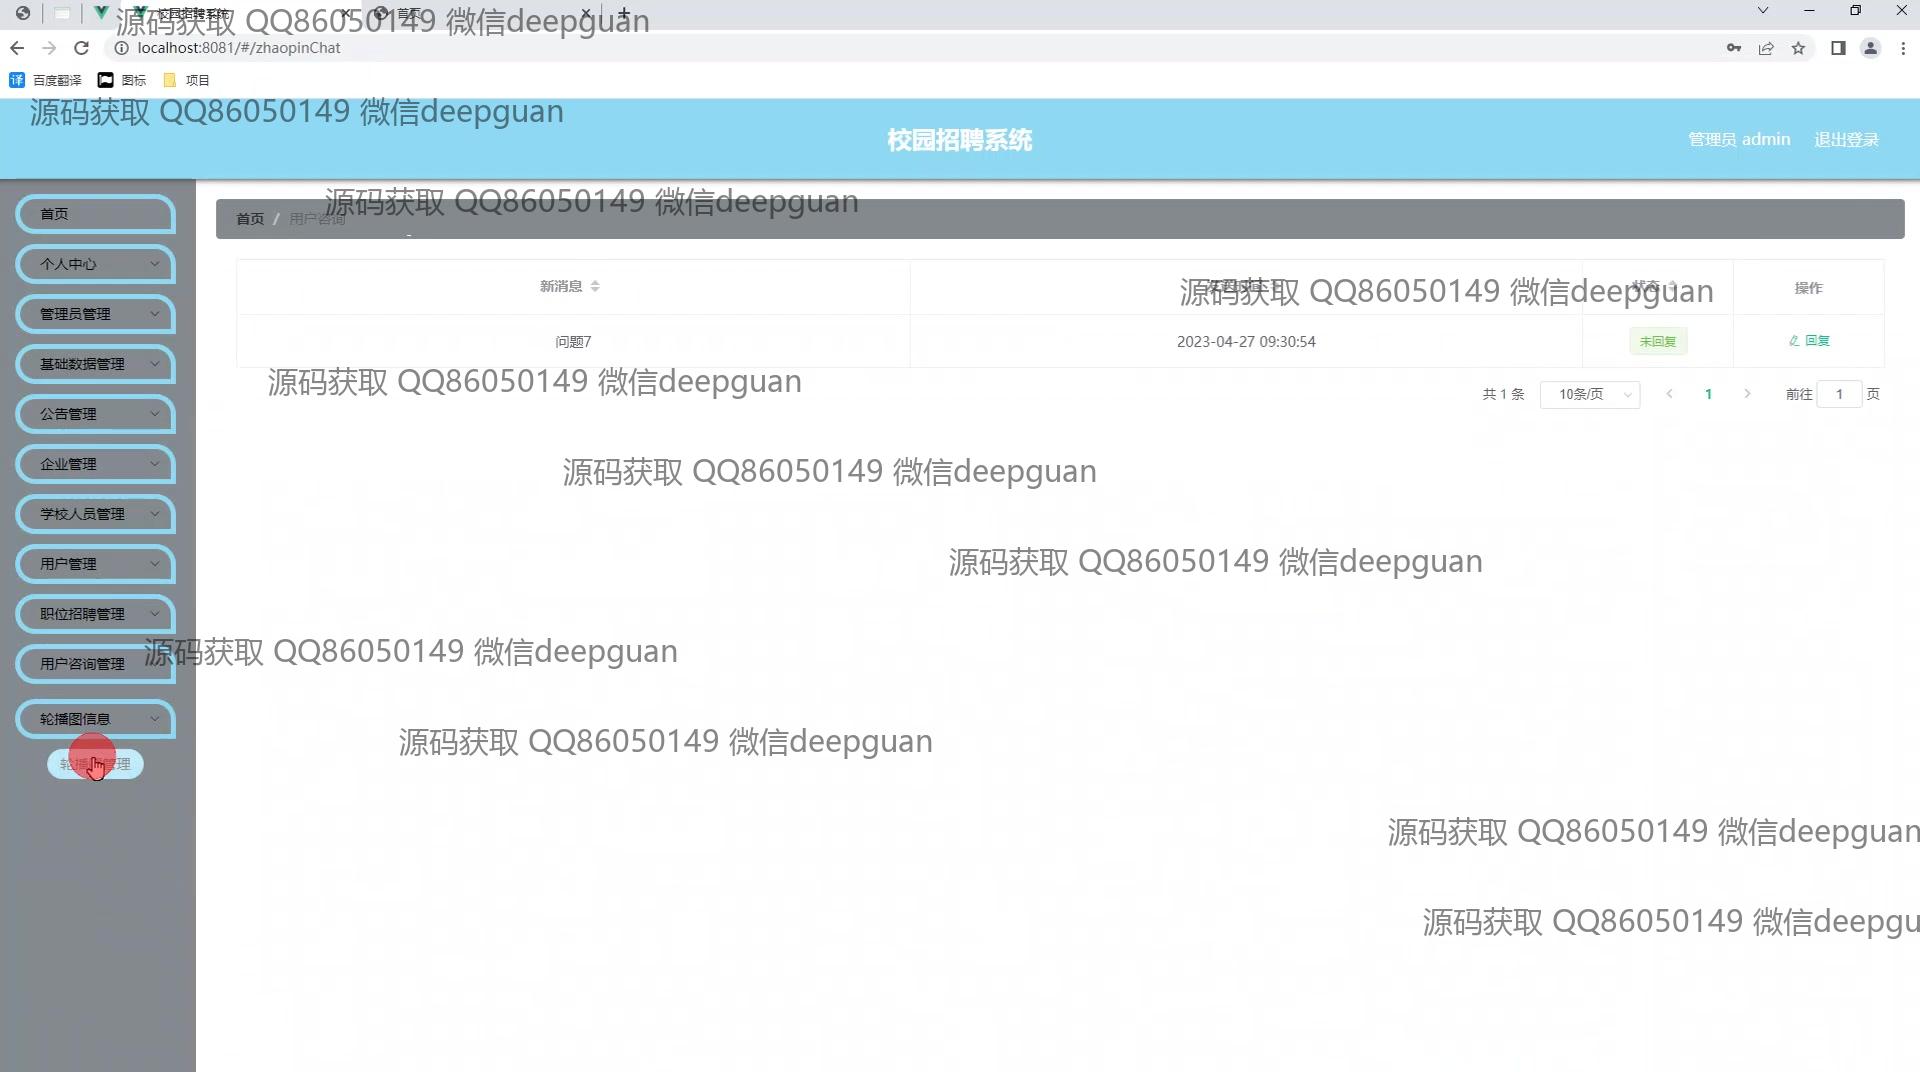 校园招聘系统
首页
源码获取 QQ86050149 微信deepguan
localhost:8081/#/zhaopinChat
百度翻译
图标
项目
源码获取 QQ86050149 微信deepguan
校园招聘系统
管理员 admin
退出登录
源码获取 QQ86050149 微信deepguan
首页 / 用户咨询
首页
个人中心
管理员管理
基础数据管理
公告管理
企业管理
学校人员管理
用户管理
职位招聘管理
用户咨询管理
轮播图信息
新消息
状态
操作
源码获取 QQ86050149 微信deepguan
问题7
2023-04-27 09:30:54
未回复
回复
源码获取 QQ86050149 微信deepguan
共 1 条
10条/页
1
前往 1 页
源码获取 QQ86050149 微信deepguan
源码获取 QQ86050149 微信deepguan
源码获取 QQ86050149 微信deepguan
源码获取 QQ86050149 微信deepguan
源码获取 QQ86050149 微信deepguan
源码获取 QQ86050149 微信deepgu